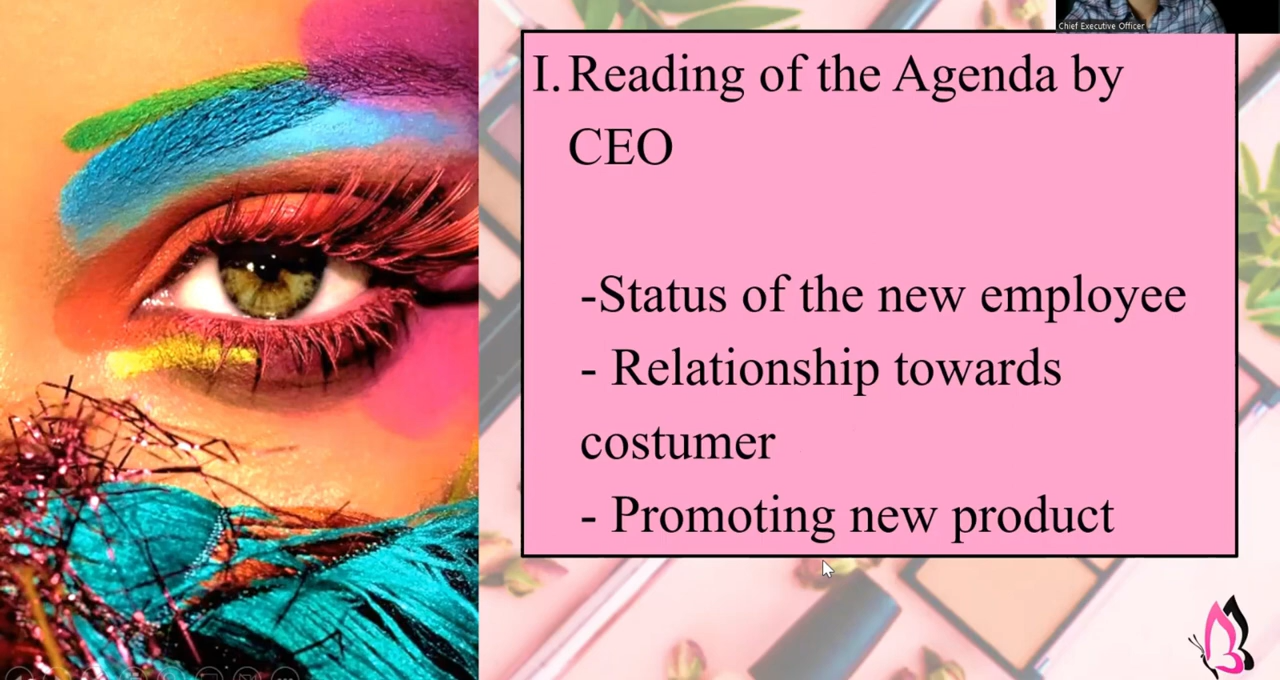 Chief Executive Officer
I. Reading of the Agenda by
CEO
-Status of the new employee
- Relationship towards
costumer
- Promoting new product